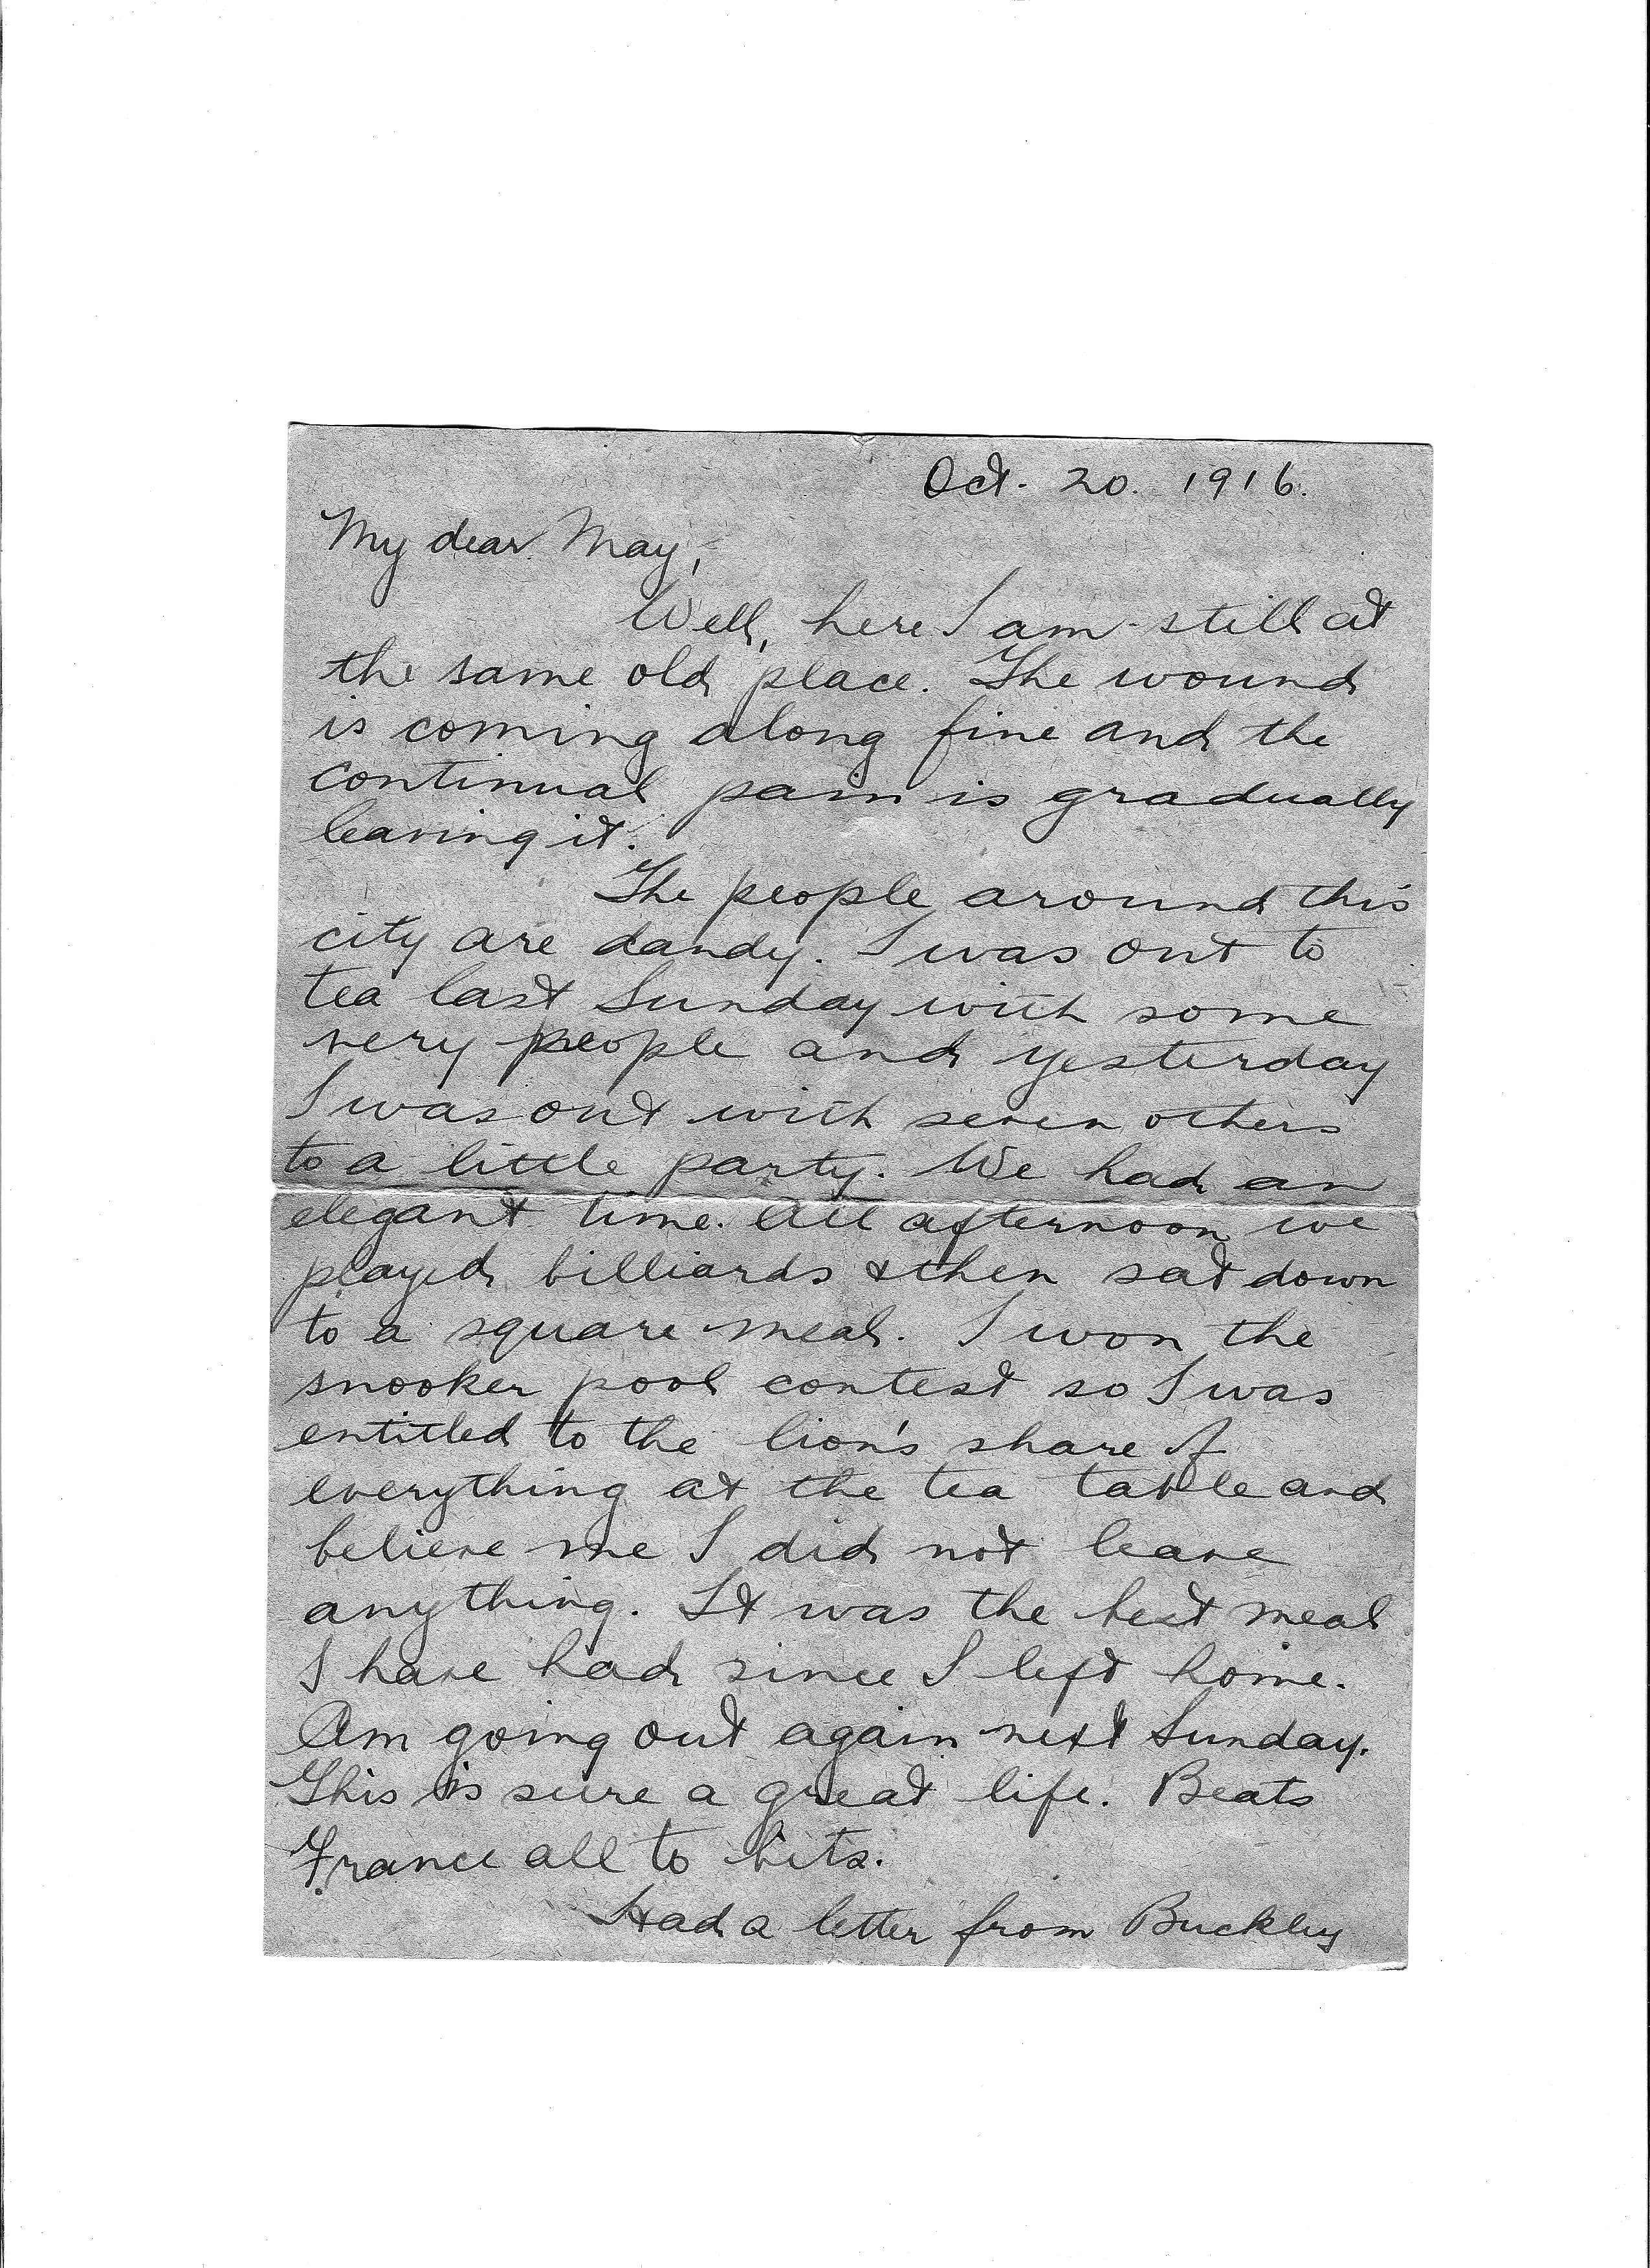 Oct. 20. 1916.
My dear May,
Well, here I am still at
the same old place. The wound
is coming along fine and the
continual pain is gradually
leaving it.
The people around this
city are dandy. I was out to
tea last Sunday with some
very people and yesterday
I was out with seven others
to a little party. We had an
elegant time. All afternoon we
played billiards & then sat down
to a square meal. I won the
snooker pool contest so I was
entitled to the lion's share of
everything at the tea table and
believe me I did not leave
anything. It was the best meal
I have had since I left home.
Am going out again next Sunday.
This is sure a great life. Beats
France all to bits.
Had a letter from Buckley